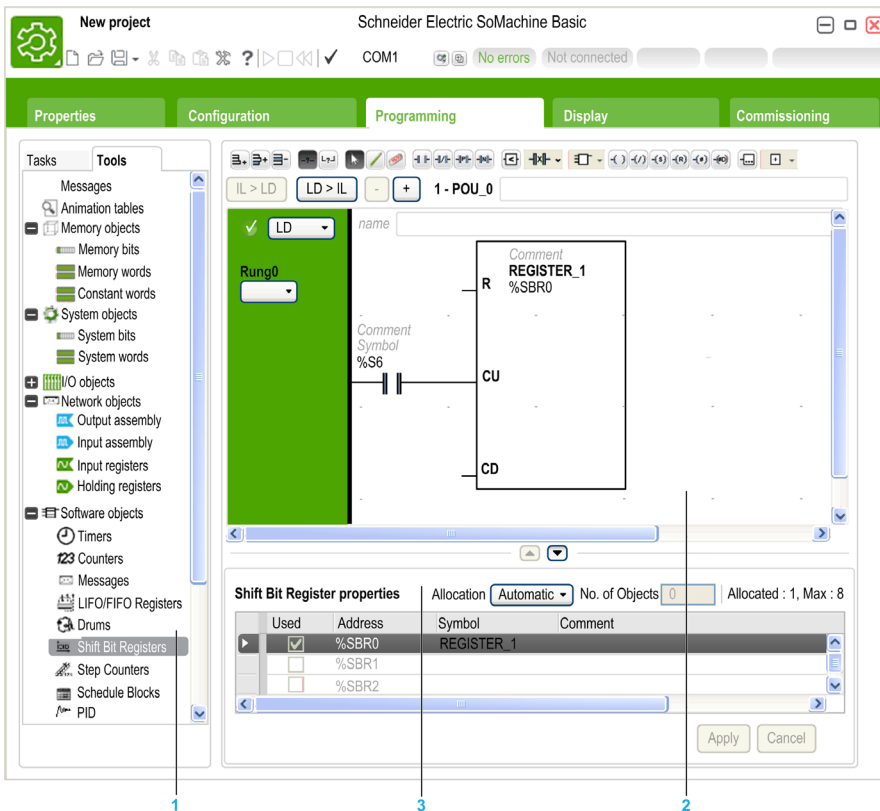 New project
Schneider Electric SoMachine Basic
COM1
No errors
Not connected
Properties
Configuration
Programming
Display
Commissioning
Tasks
Tools
Messages
Animation tables
Memory objects
Memory bits
Memory words
Constant words
System objects
System bits
System words
I/O objects
Network objects
Output assembly
Input assembly
Input registers
Holding registers
Software objects
Timers
123 Counters
Messages
LIFO/FIFO Registers
Drums
Shift Bit Registers
Step Counters
Schedule Blocks
PID
IL > LD
LD > IL
-
+
1 - POU_0
LD
name
Rung0
Comment
REGISTER_1
R
%SBR0
Comment
Symbol
%S6
CU
CD
Shift Bit Register properties
Allocation
Automatic
No. of Objects
0
Allocated : 1, Max : 8
Used Address Symbol Comment
%SBR0 REGISTER_1
%SBR1
%SBR2
Apply
Cancel
1
3
2